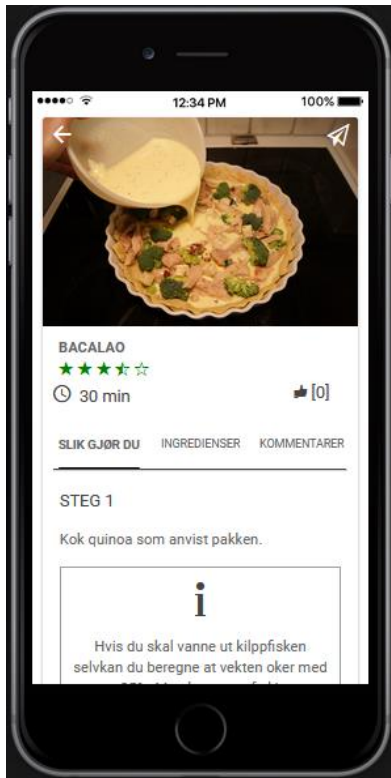 12:34 PM
100%
BACALAO
30 min
[0]
SLIK GJØR DU INGREDIENSER KOMMENTARER
STEG 1
Kok quinoa som anvist pakken.
i
Hvis du skal vanne ut kilppfisken
selvkan du beregne at vekten oker med